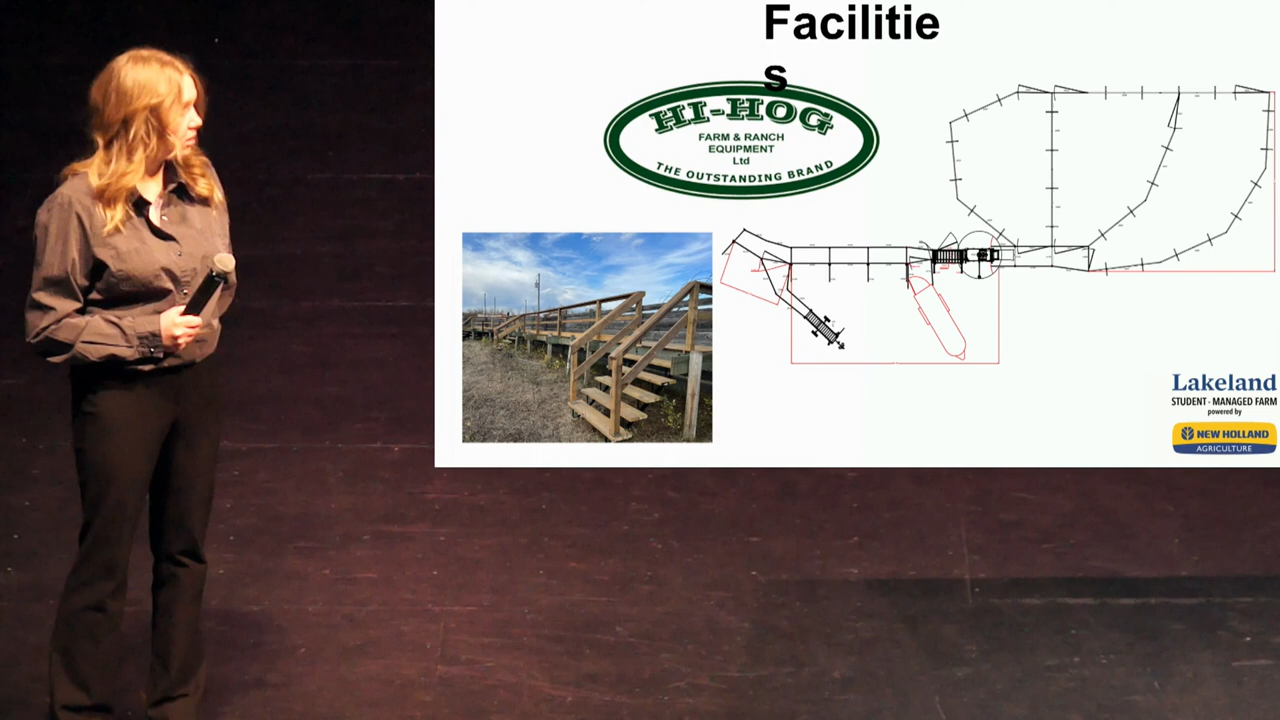 Facilitie
s
HI-HOG
FARM & RANCH
EQUIPMENT
Ltd
THE OUTSTANDING BRAND
Lakeland
STUDENT - MANAGED FARM
powered by
NEW HOLLAND
AGRICULTURE